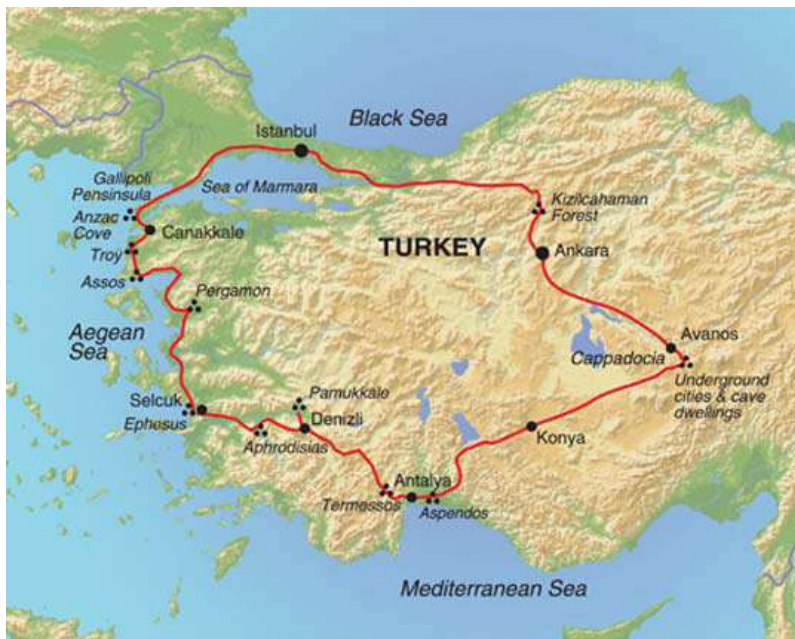 Black Sea
Istanbul
Gallipoli
Pensinsula
Sea of Marmara
Anzac
Cove
Canakkale
Kizilcahaman
Forest
TURKEY
Troy
Ankara
Assos
Pergamon
Aegean
Sea
Avanos
Cappadocia
Underground
cities & cave
dwellings
Selcuk
Ephesus
Pamukkale
Denizli
Aphrodisias
Konya
Antalya
Termessos
Aspendos
Mediterranean Sea